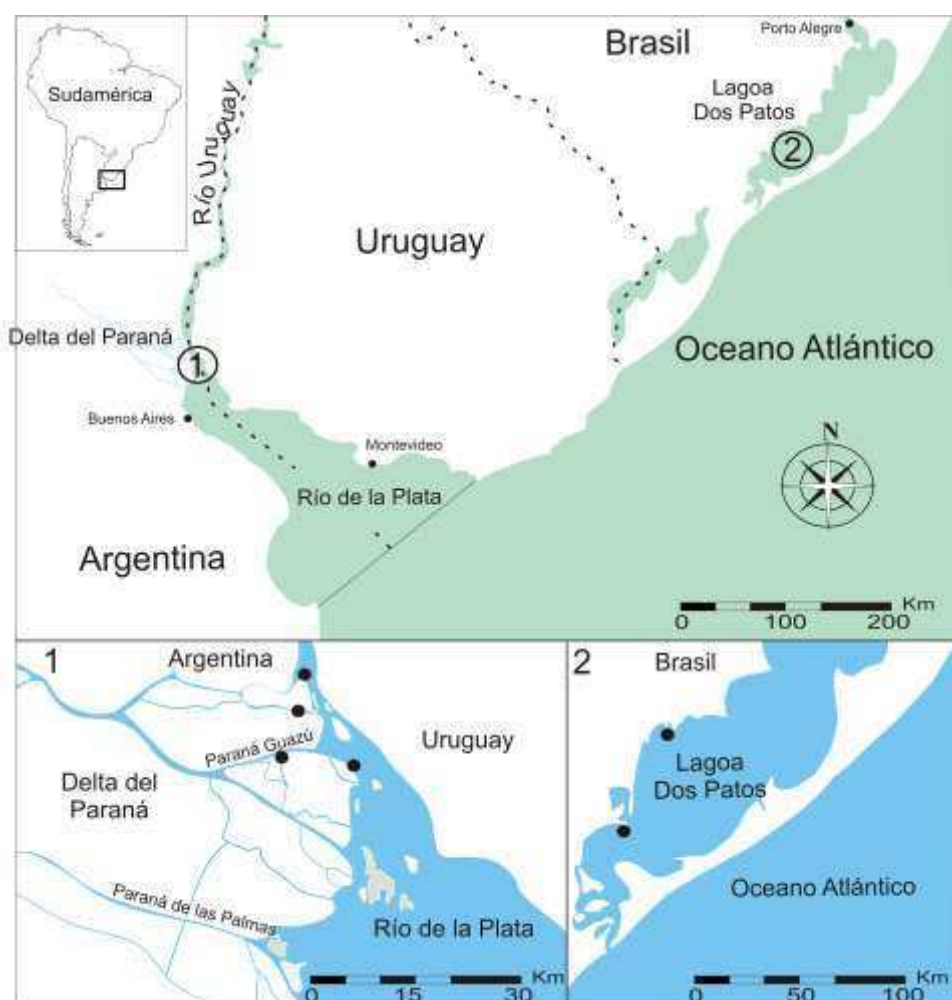 Sudamérica
Río Uruguay
Brasil
Porto Alegre
Lagoa
Dos Patos
2
Uruguay
Delta del Paraná
1
Oceano Atlántico
Buenos Aires
Montevideo
N
Río de la Plata
Argentina
Km
0 100 200
1
Argentina
Uruguay
Paraná Guazú
Delta del
Paraná
Paraná de las Palmas
Río de la Plata
Km
0 15 30
2
Brasil
Lagoa
Dos Patos
Oceano Atlántico
Km
0 50 100